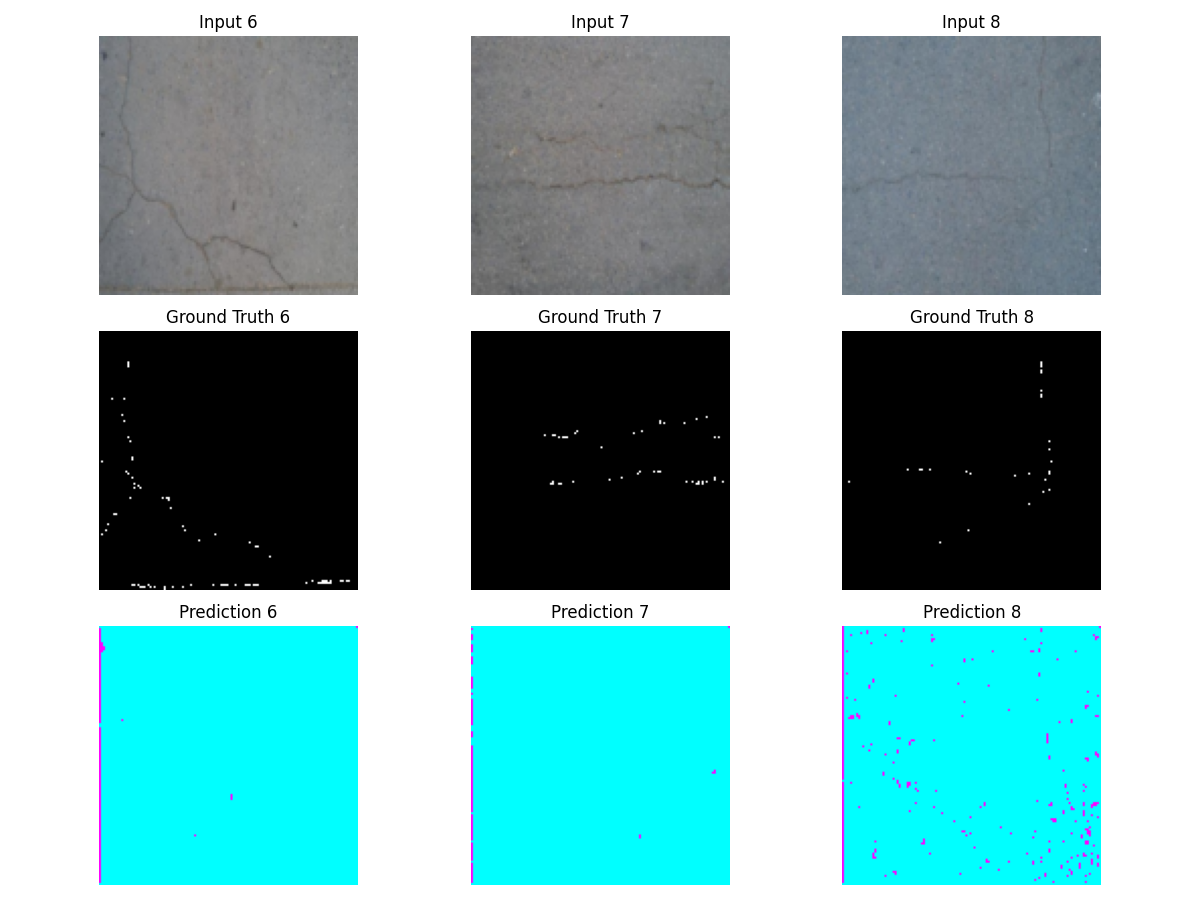 Input 6
Input 7
Input 8
Ground Truth 6
Ground Truth 7
Ground Truth 8
Prediction 6
Prediction 7
Prediction 8